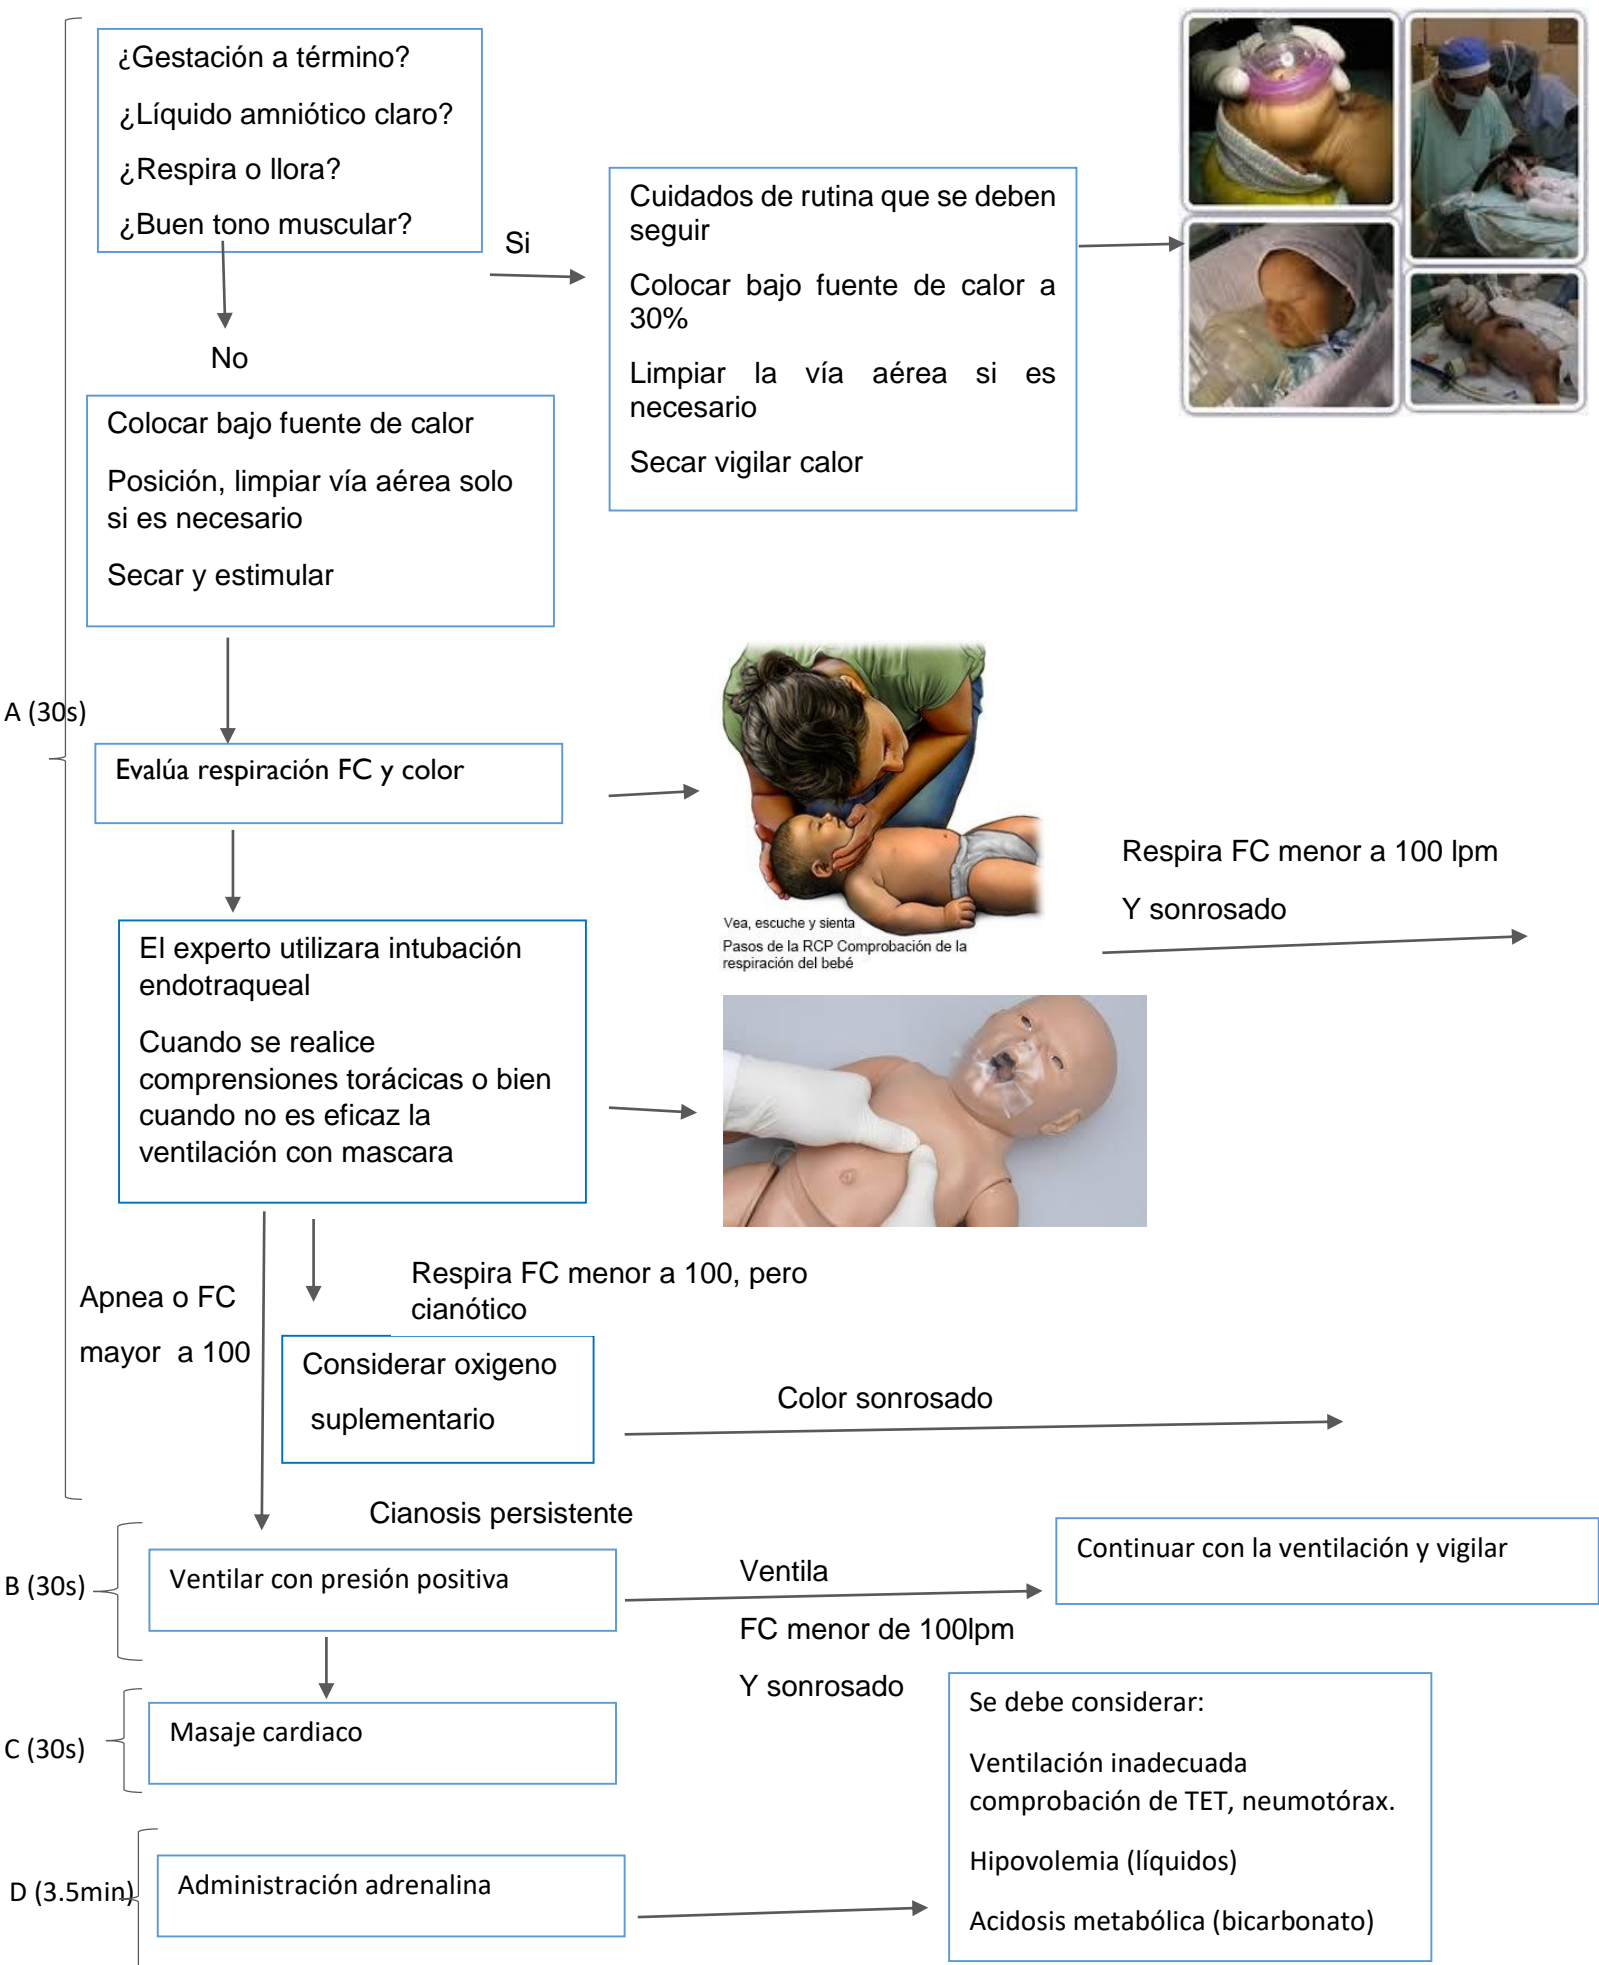 ¿Gestación a término?
¿Líquido amniótico claro?
¿Respira o llora?
¿Buen tono muscular?
Si
No
Cuidados de rutina que se deben
seguir
Colocar bajo fuente de calor a
30%
Limpiar la vía aérea si es
necesario
Secar vigilar calor
Colocar bajo fuente de calor
Posición, limpiar vía aérea solo
si es necesario
Secar y estimular
A (30s)
Evalúa respiración FC y color
Vea, escuche y sienta
Pasos de la RCP Comprobación de la
respiración del bebé
Respira FC menor a 100 lpm
Y sonrosado
El experto utilizara intubación
endotraqueal
Cuando se realice
comprensiones torácicas o bien
cuando no es eficaz la
ventilación con mascara
Apnea o FC
mayor a 100
Respira FC menor a 100, pero
cianótico
Considerar oxigeno
suplementario
Color sonrosado
Cianosis persistente
B (30s)
Ventilar con presión positiva
Ventila
FC menor de 100lpm
Y sonrosado
Continuar con la ventilación y vigilar
C (30s)
Masaje cardiaco
D (3.5min)
Administración adrenalina
Se debe considerar:
Ventilación inadecuada
comprobación de TET, neumotórax.
Hipovolemia (líquidos)
Acidosis metabólica (bicarbonato)